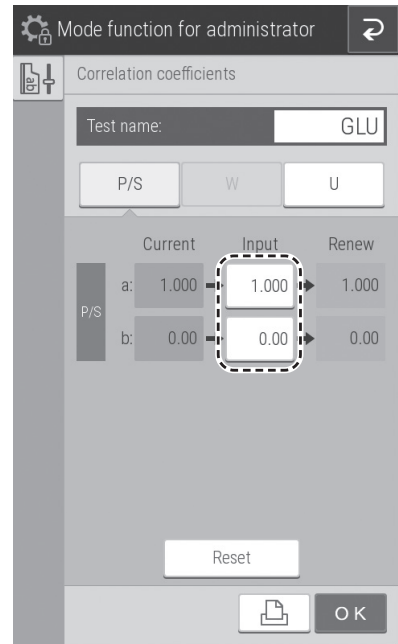 Mode function for administrator
ab
Correlation coefficients
Test name: GLU
P/S W U
Current Input Renew
P/S
a: 1.000 1.000 1.000
b: 0.00 0.00 0.00
Reset
OK